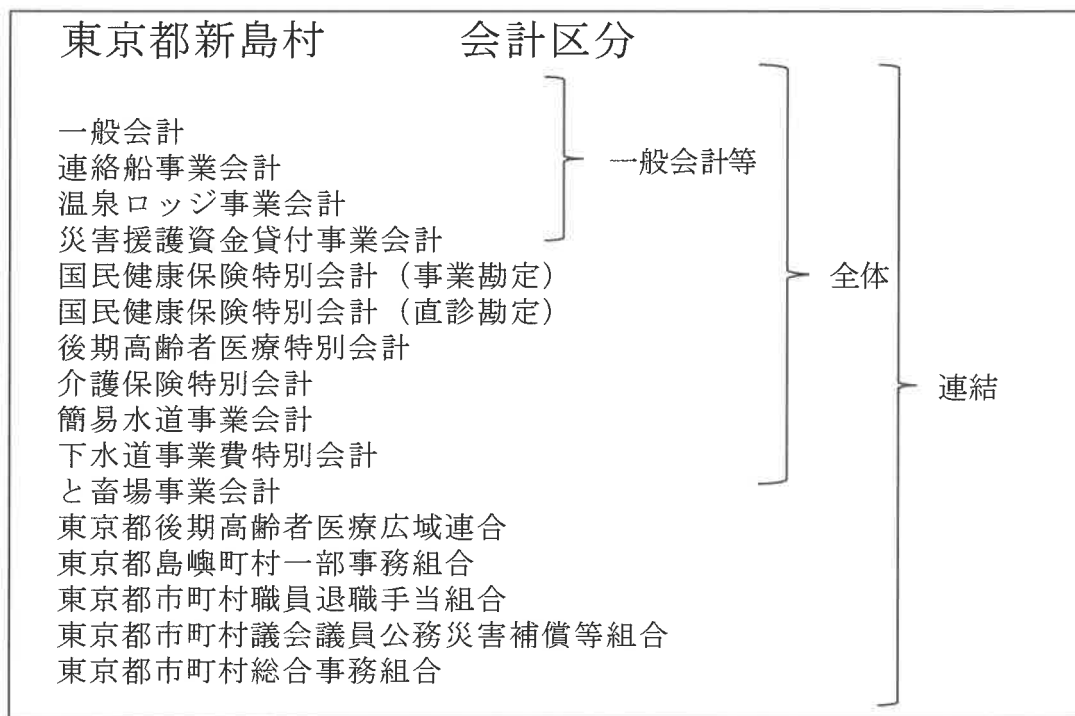 東京都新島村 会計区分
一般会計
連絡船事業会計
一般会計等
温泉ロッジ事業会計
災害援護資金貸付事業会計
国民健康保険特別会計（事業勘定）
全体
国民健康保険特別会計（直診勘定）
後期高齢者医療特別会計
介護保険特別会計
連結
簡易水道事業会計
下水道事業費特別会計
と畜場事業会計
東京都後期高齢者医療広域連合
東京都島嶼町村一部事務組合
東京都市町村職員退職手当組合
東京都市町村議会議員公務災害補償等組合
東京都市町村総合事務組合